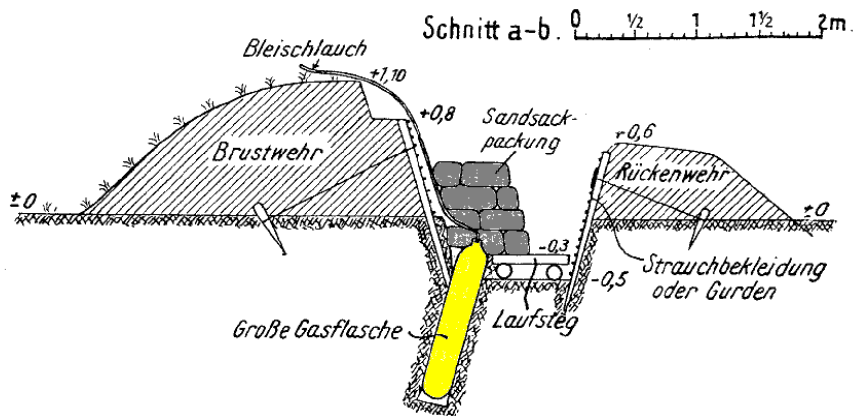 Schnitt a-b. 0 1/2 1 1 1/2 2m.
Bleischlauch
+1,10
+0,8
Sandsack-
packung
+0,6
Brustwehr
Rückenwehr
±0
±0
-0,3
Strauchbekleidung
oder Gurden
-0,5
Laufsteg
Große Gasflasche